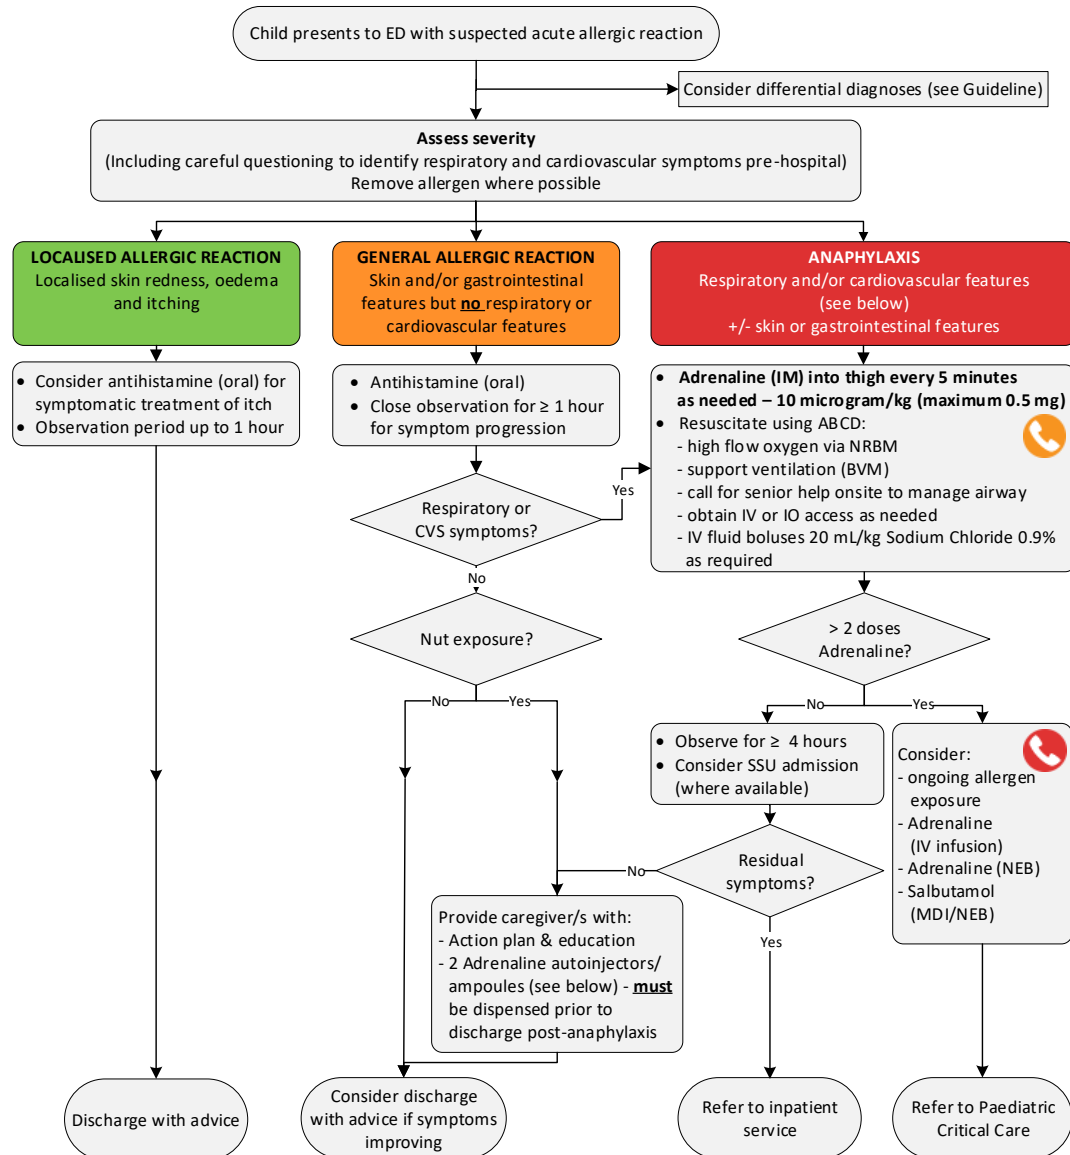 Child presents to ED with suspected acute allergic reaction
Consider differential diagnoses (see Guideline)
Assess severity
(Including careful questioning to identify respiratory and cardiovascular symptoms pre-hospital)
Remove allergen where possible
LOCALISED ALLERGIC REACTION
Localised skin redness, oedema
and itching
GENERAL ALLERGIC REACTION
Skin and/or gastrointestinal
features but no respiratory or
cardiovascular features
ANAPHYLAXIS
Respiratory and/or cardiovascular features
(see below)
+/- skin or gastrointestinal features
• Consider antihistamine (oral) for
symptomatic treatment of itch
• Observation period up to 1 hour
• Antihistamine (oral)
• Close observation for ≥ 1 hour
for symptom progression
• Adrenaline (IM) into thigh every 5 minutes
as needed – 10 microgram/kg (maximum 0.5 mg)
• Resuscitate using ABCD:
- high flow oxygen via NRBM
- support ventilation (BVM)
- call for senior help onsite to manage airway
- obtain IV or IO access as needed
- IV fluid boluses 20 mL/kg Sodium Chloride 0.9%
as required
Respiratory or
CVS symptoms?
Yes
No
Nut exposure?
No
Yes
> 2 doses
Adrenaline?
No
Yes
• Observe for ≥ 4 hours
• Consider SSU admission
(where available)
Consider:
- ongoing allergen
exposure
- Adrenaline
(IV infusion)
- Adrenaline (NEB)
- Salbutamol
(MDI/NEB)
Residual
symptoms?
No
Yes
Provide caregiver/s with:
- Action plan & education
- 2 Adrenaline autoinjectors/
ampoules (see below) - must
be dispensed prior to
discharge post-anaphylaxis
Discharge with advice
Consider discharge
with advice if symptoms
improving
Refer to inpatient
service
Refer to Paediatric
Critical Care